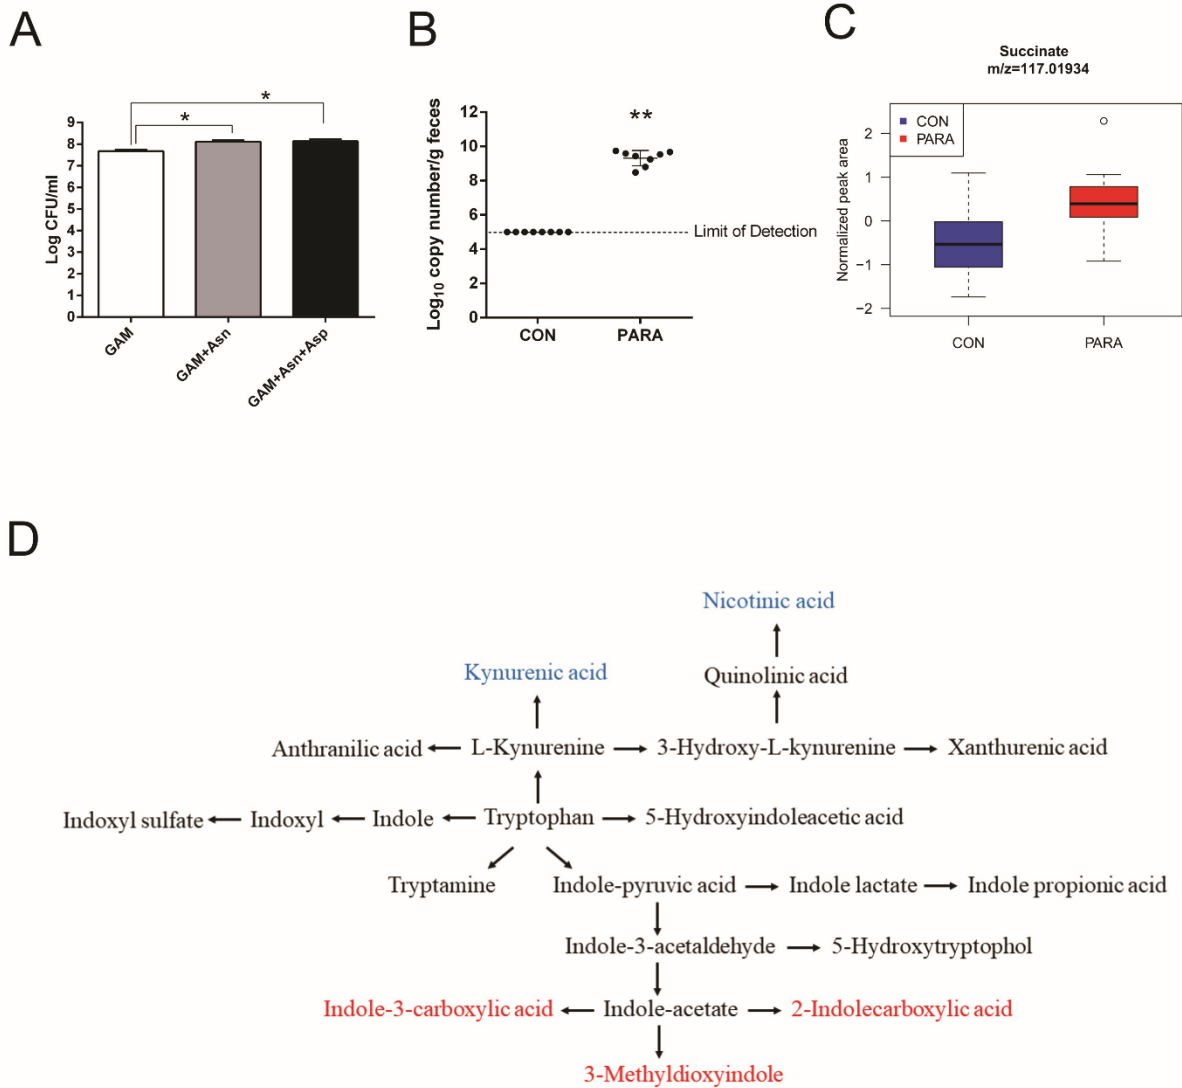 A
B
C
*
*
Log CFU/ml
9
8
7
6
5
4
3
2
1
0
GAM
GAM+Asn
GAM+Asn+Asp
**
Log10 copy number/g feces
12
10
8
6
4
2
0
Limit of Detection
CON
PARA
Succinate
m/z=117.01934
CON
PARA
Normalized peak area
2
1
0
−1
−2
CON
PARA
D
Nicotinic acid
Kynurenic acid
Quinolinic acid
Anthranilic acid
L-Kynurenine
3-Hydroxy-L-kynurenine
Xanthurenic acid
Indoxyl sulfate
Indoxyl
Indole
Tryptophan
5-Hydroxyindoleacetic acid
Tryptamine
Indole-pyruvic acid
Indole lactate
Indole propionic acid
Indole-3-acetaldehyde
5-Hydroxytryptophol
Indole-3-carboxylic acid
Indole-acetate
2-Indolecarboxylic acid
3-Methyldioxyindole